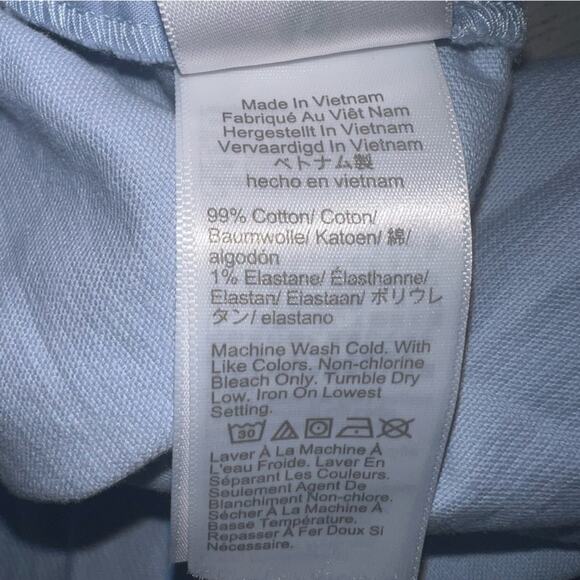 Made In Vietnam
Fabriqué Au Viêt Nam
Hergestellt In Vietnam
Vervaardigd In Vietnam
ベトナム製
hecho en vietnam
99% Cotton/ Coton/
Baumwolle/ Katoen/ 綿/
algodón
1% Elastane/ Élasthanne/
Elastan/ Elastaan/ ポリウレ
タン/ elastano
Machine Wash Cold. With
Like Colors. Non-chlorine
Bleach Only. Tumble Dry
Low. Iron On Lowest
Setting.
30
Laver À La Machine À
L'eau Froide. Laver En
Séparant Les Couleurs.
Seulement Agent De
Blanchiment Non-chlore.
Sécher À La Machine À
Basse Température.
Repasser À Fer Doux Si
Nécessaire.